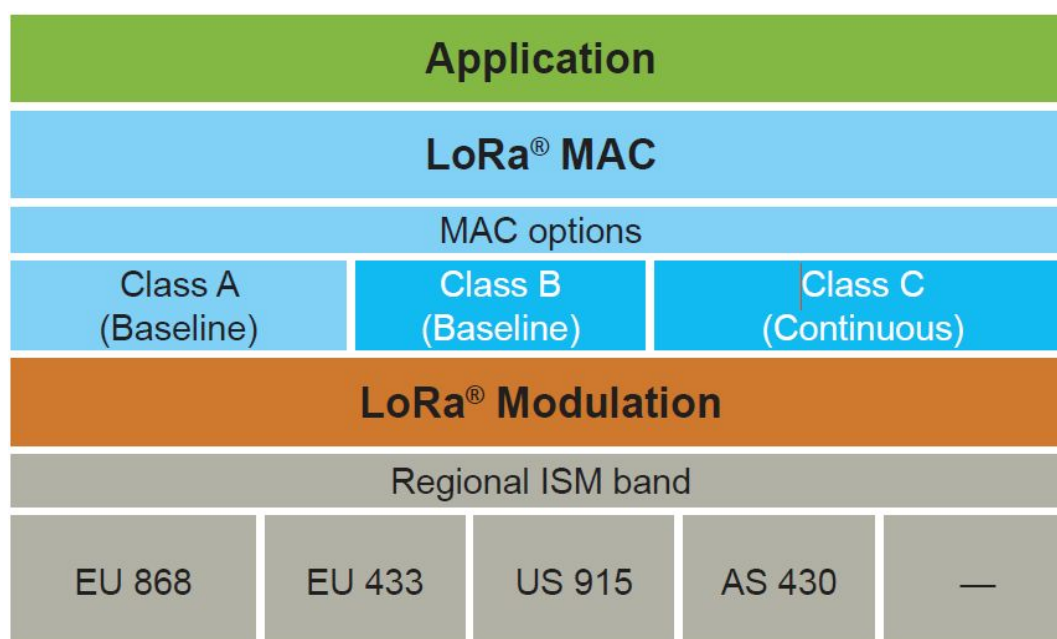 Application
LoRa® MAC
MAC options
Class A
(Baseline)
Class B
(Baseline)
Class C
(Continuous)
LoRa® Modulation
Regional ISM band
EU 868
EU 433
US 915
AS 430
—